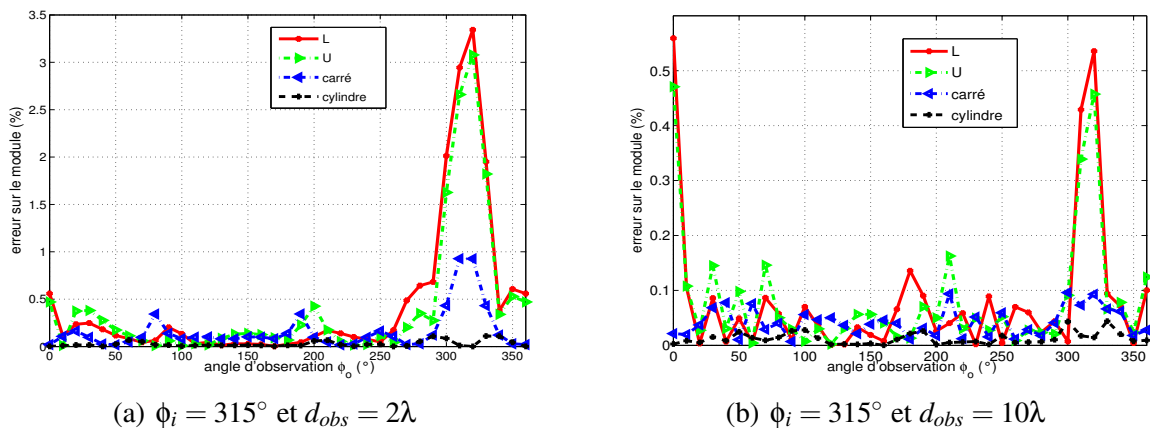 3.5
3
2.5
2
1.5
1
0.5
0
erreur sur le module (%)
L
U
carré
cylindre
0 50 100 150 200 250 300 350
angle d'observation ϕo (°)
(a) ϕi = 315° et dobs = 2λ
0.5
0.4
0.3
0.2
0.1
0
erreur sur le module (%)
L
U
carré
cylindre
0 50 100 150 200 250 300 350
angle d'observation ϕo (°)
(b) ϕi = 315° et dobs = 10λ